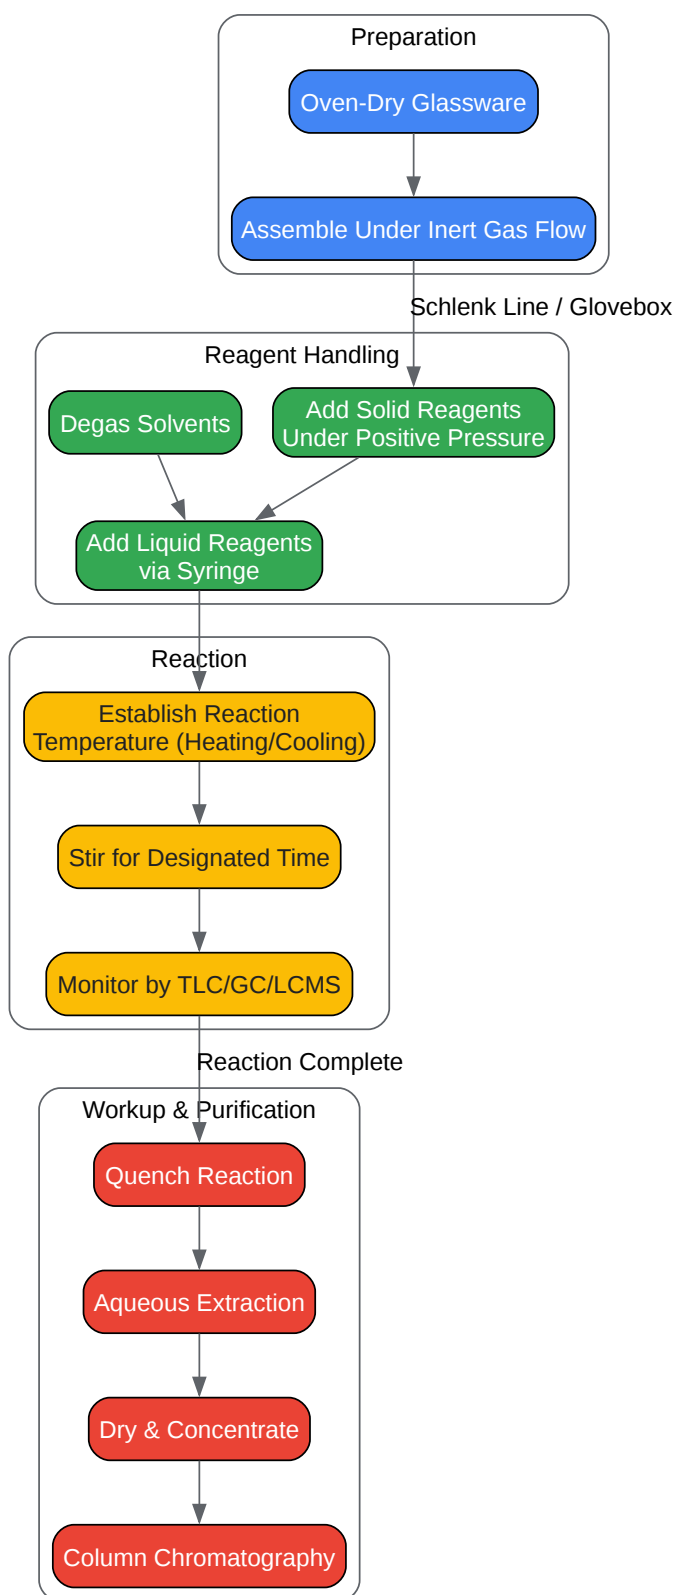 Preparation
Oven-Dry Glassware
Assemble Under Inert Gas Flow
Schlenk Line / Glovebox
Reagent Handling
Degas Solvents
Add Solid Reagents
Under Positive Pressure
Add Liquid Reagents
via Syringe
Reaction
Establish Reaction
Temperature (Heating/Cooling)
Stir for Designated Time
Monitor by TLC/GC/LCMS
Reaction Complete
Workup & Purification
Quench Reaction
Aqueous Extraction
Dry & Concentrate
Column Chromatography